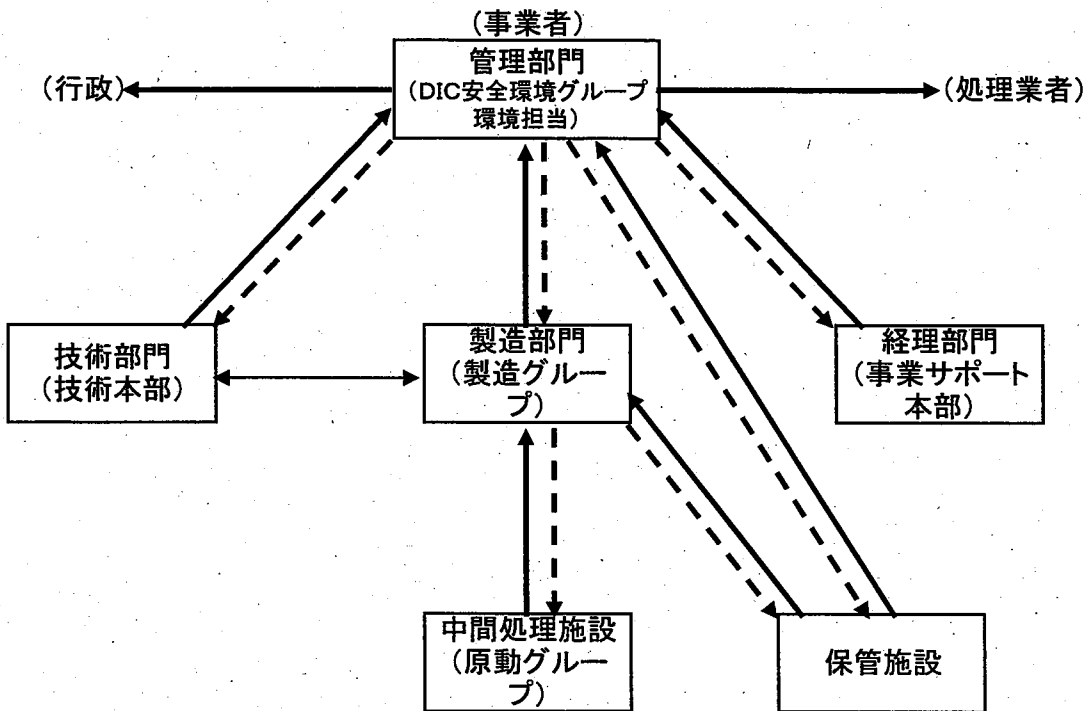 (事業者)
管理部門
(DIC安全環境グループ
環境担当)
(行政)
(処理業者)
技術部門
(技術本部)
製造部門
(製造グルー
プ)
経理部門
(事業サポート
本部)
中間処理施設
(原動グルー
プ)
保管施設